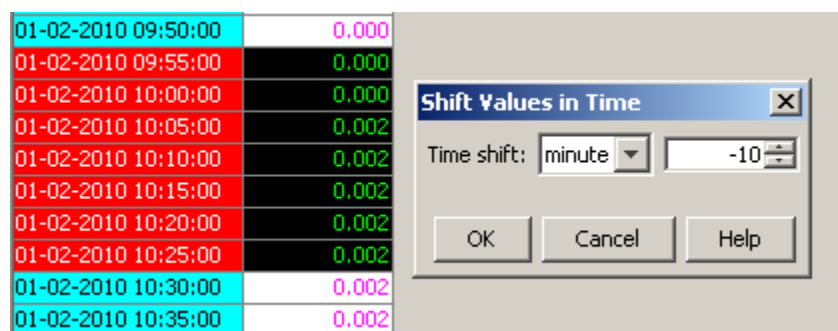 01-02-2010 09:50:00 0.000
01-02-2010 09:55:00 0.000
01-02-2010 10:00:00 0.000
01-02-2010 10:05:00 0.002
01-02-2010 10:10:00 0.002
01-02-2010 10:15:00 0.002
01-02-2010 10:20:00 0.002
01-02-2010 10:25:00 0.002
01-02-2010 10:30:00 0.002
01-02-2010 10:35:00 0.002
Shift Values in Time
Time shift: minute -10
OK Cancel Help